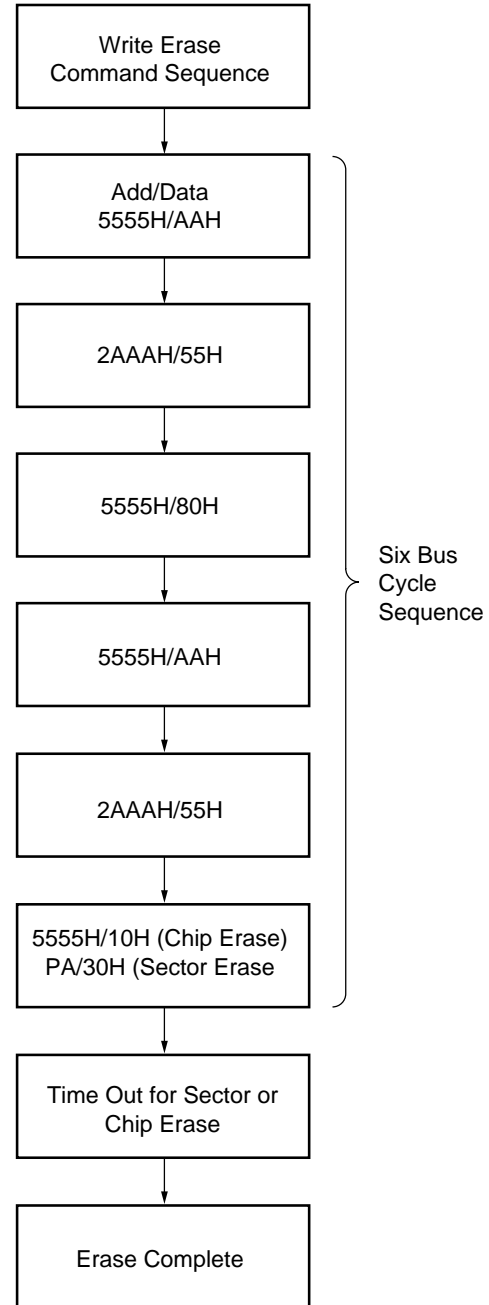 Write Erase
Command Sequence
Add/Data
5555H/AAH
2AAAH/55H
5555H/80H
5555H/AAH
2AAAH/55H
5555H/10H (Chip Erase)
PA/30H (Sector Erase
Six Bus
Cycle
Sequence
Time Out for Sector or
Chip Erase
Erase Complete